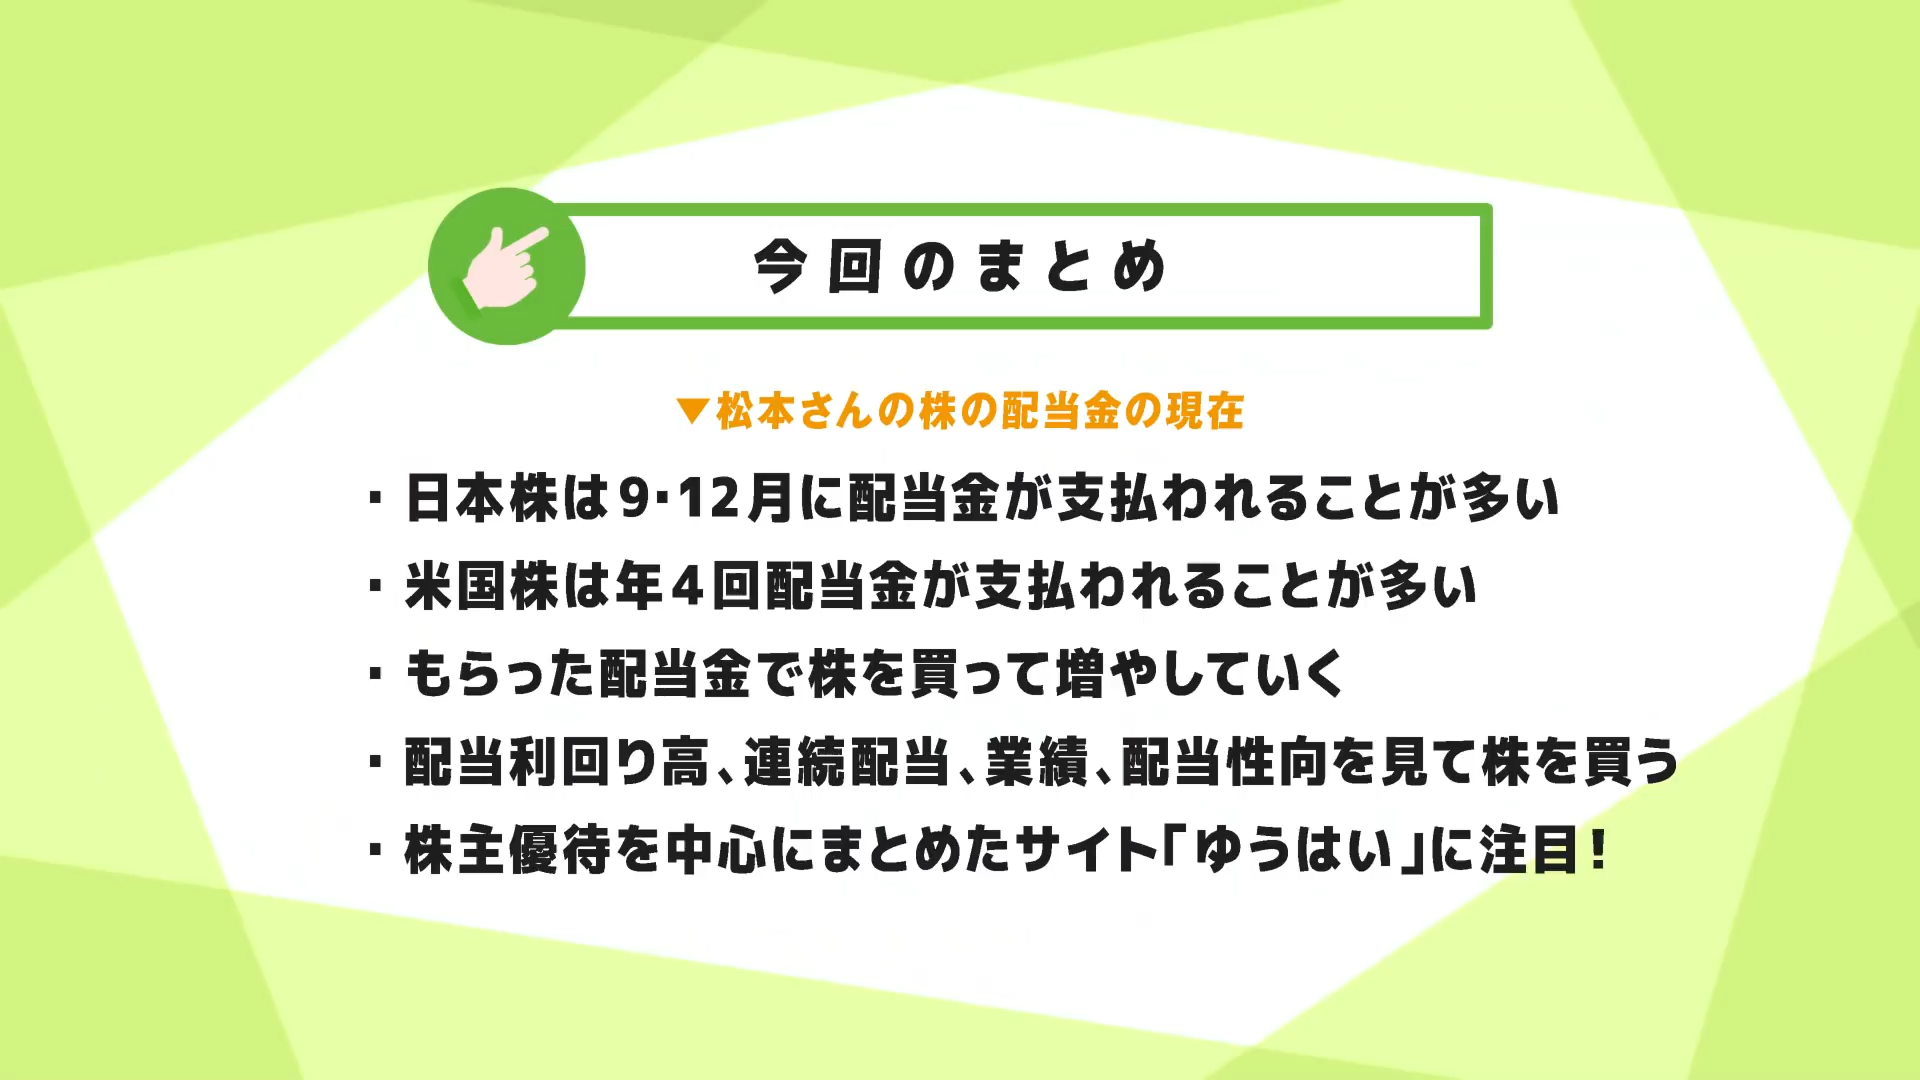 今回のまとめ
▼松本さんの株の配当金の現在
・日本株は9・12月に配当金が支払われることが多い
・米国株は年4回配当金が支払われることが多い
・もらった配当金で株を買って増やしていく
・配当利回り高、連続配当、業績、配当性向を見て株を買う
・株主優待を中心にまとめたサイト「ゆうはい」に注目!